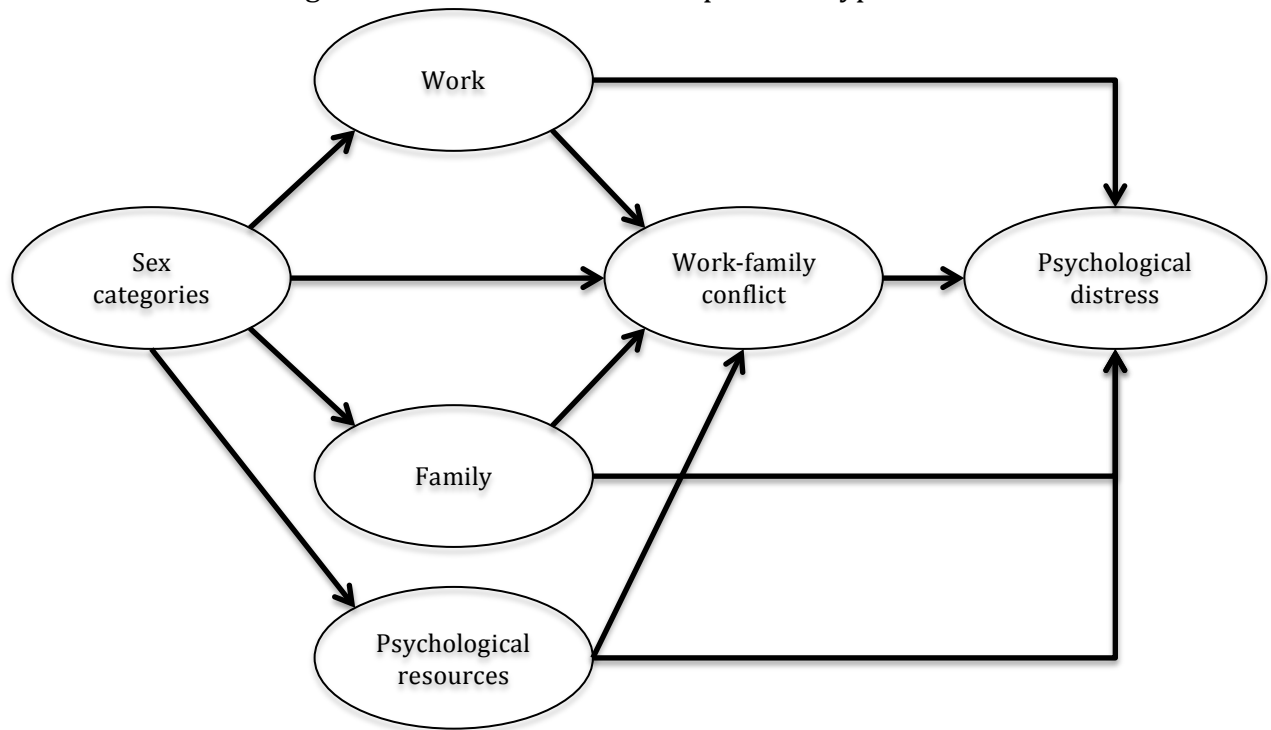 Work
Sex
categories
Work-family
conflict
Psychological
distress
Family
Psychological
resources